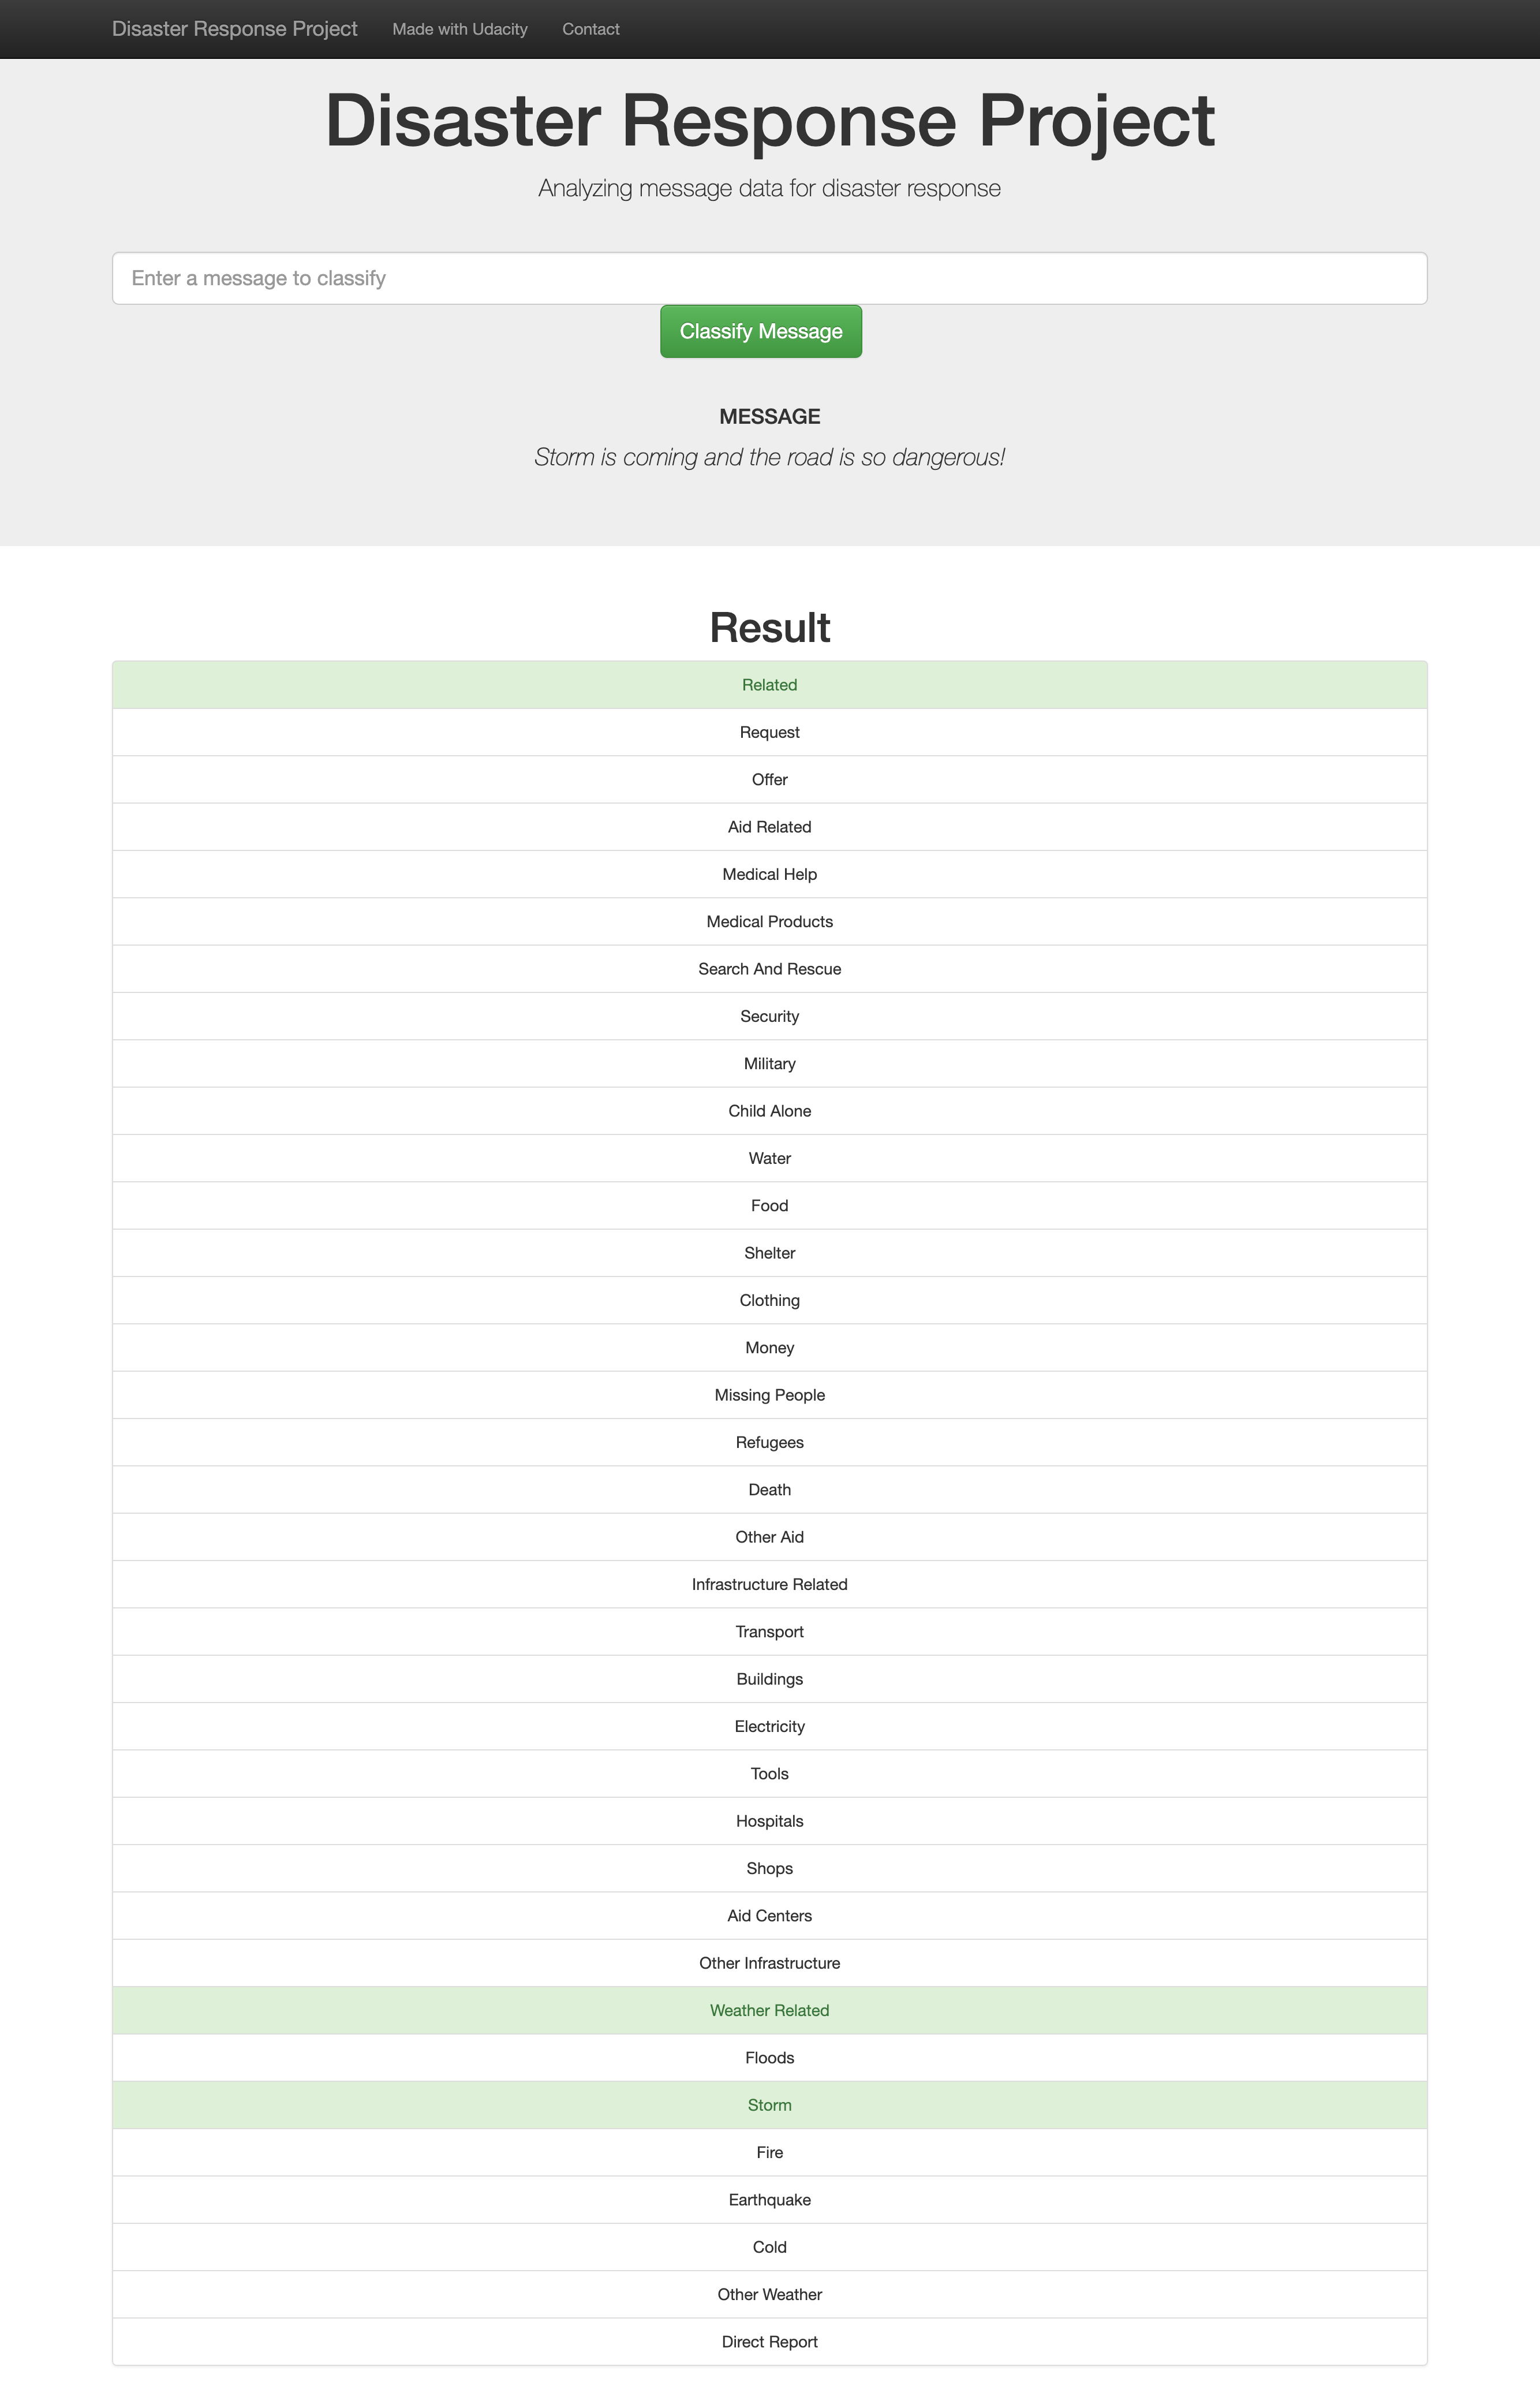 Disaster Response Project Made with Udacity Contact
Disaster Response Project
Analyzing message data for disaster response
Enter a message to classify
Classify Message
MESSAGE
Storm is coming and the road is so dangerous!
Result
Related
Request
Offer
Aid Related
Medical Help
Medical Products
Search And Rescue
Security
Military
Child Alone
Water
Food
Shelter
Clothing
Money
Missing People
Refugees
Death
Other Aid
Infrastructure Related
Transport
Buildings
Electricity
Tools
Hospitals
Shops
Aid Centers
Other Infrastructure
Weather Related
Floods
Storm
Fire
Earthquake
Cold
Other Weather
Direct Report